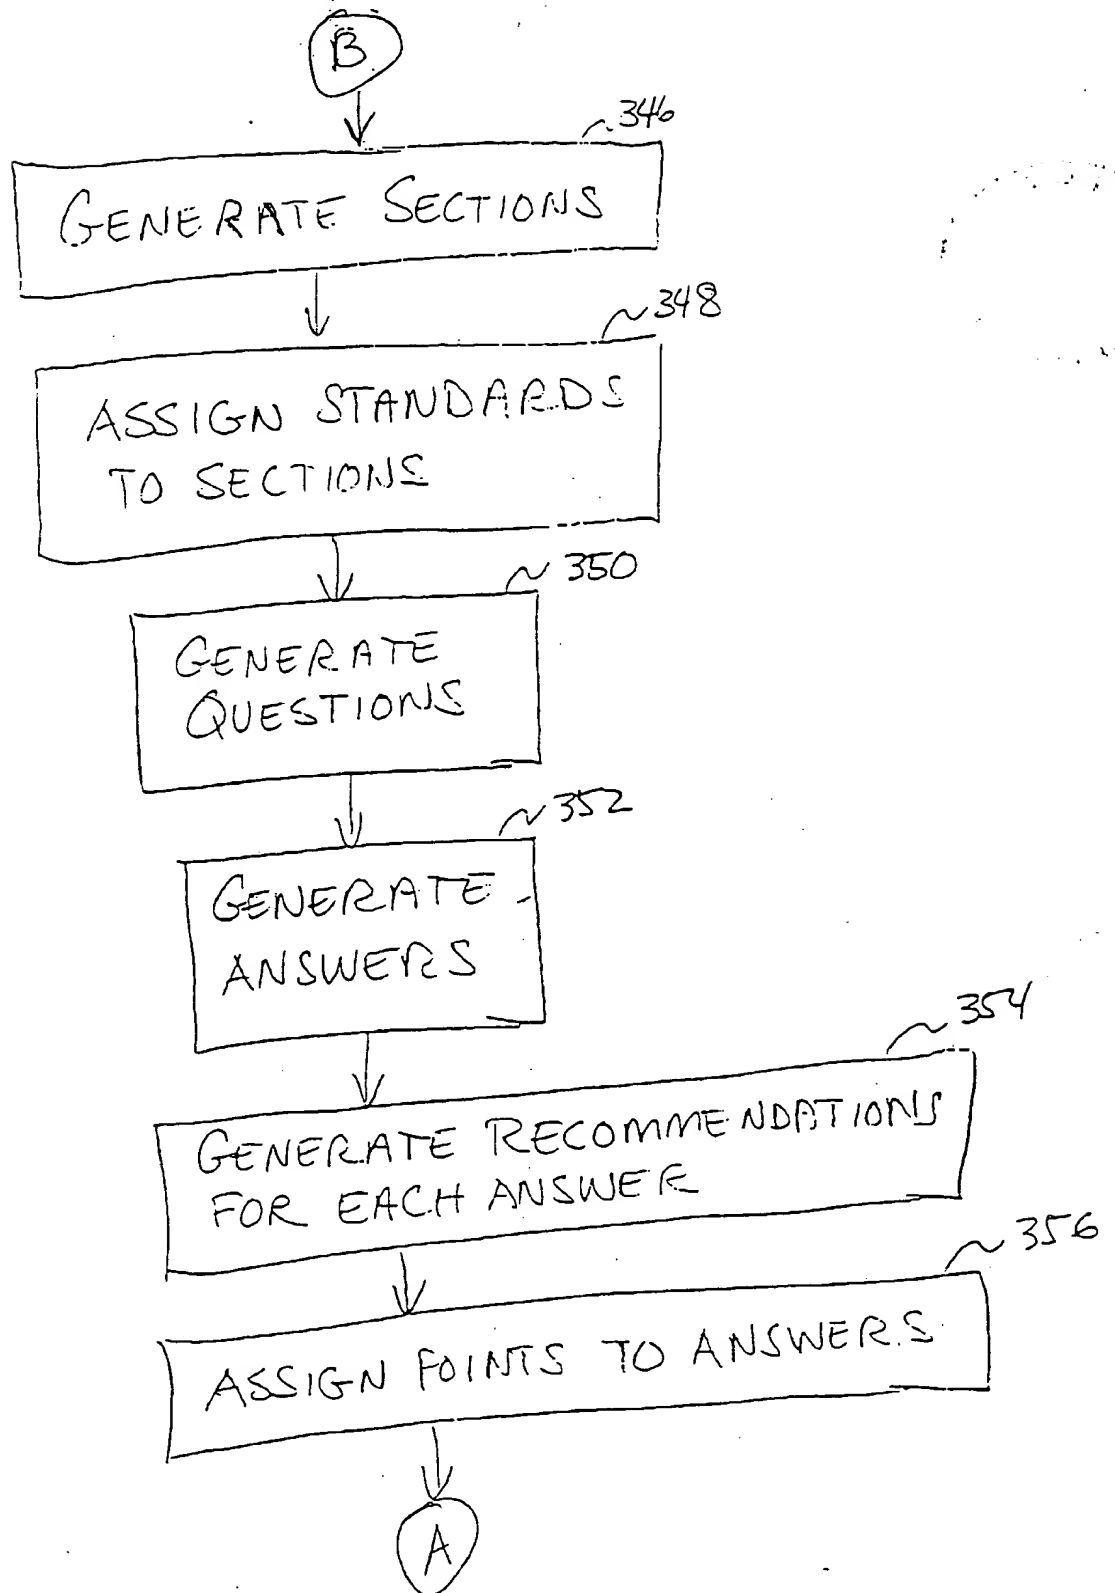 B
346
GENERATE SECTIONS
348
ASSIGN STANDARDS
TO SECTIONS
350
GENERATE
QUESTIONS
352
GENERATE
ANSWERS
354
GENERATE RECOMMENDATIONS
FOR EACH ANSWER
356
ASSIGN POINTS TO ANSWERS
A